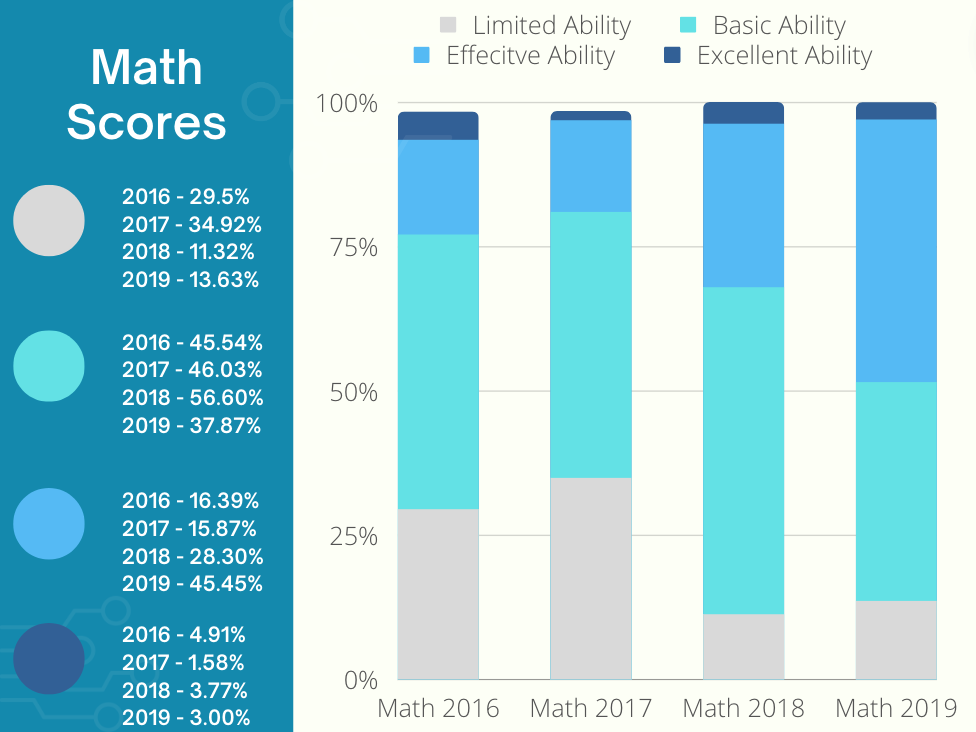 Math
Scores
2016 - 29.5%
2017 - 34.92%
2018 - 11.32%
2019 - 13.63%
2016 - 45.54%
2017 - 46.03%
2018 - 56.60%
2019 - 37.87%
2016 - 16.39%
2017 - 15.87%
2018 - 28.30%
2019 - 45.45%
2016 - 4.91%
2017 - 1.58%
2018 - 3.77%
2019 - 3.00%
Limited Ability Basic Ability
Effecitve Ability Excellent Ability
100%
75%
50%
25%
0%
Math 2016 Math 2017 Math 2018 Math 2019